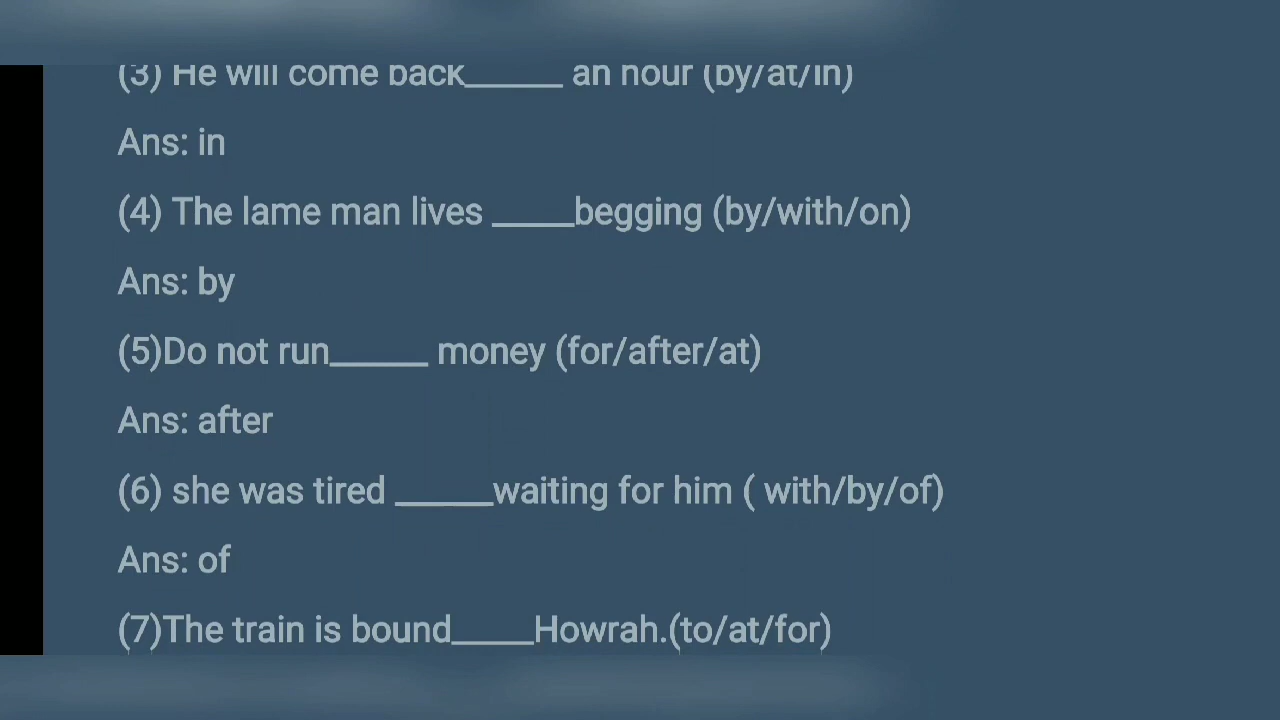 (3) He will come back______ an hour (by/at/in)
Ans: in
(4) The lame man lives _____begging (by/with/on)
Ans: by
(5)Do not run______ money (for/after/at)
Ans: after
(6) she was tired ______waiting for him ( with/by/of)
Ans: of
(7)The train is bound_____Howrah.(to/at/for)